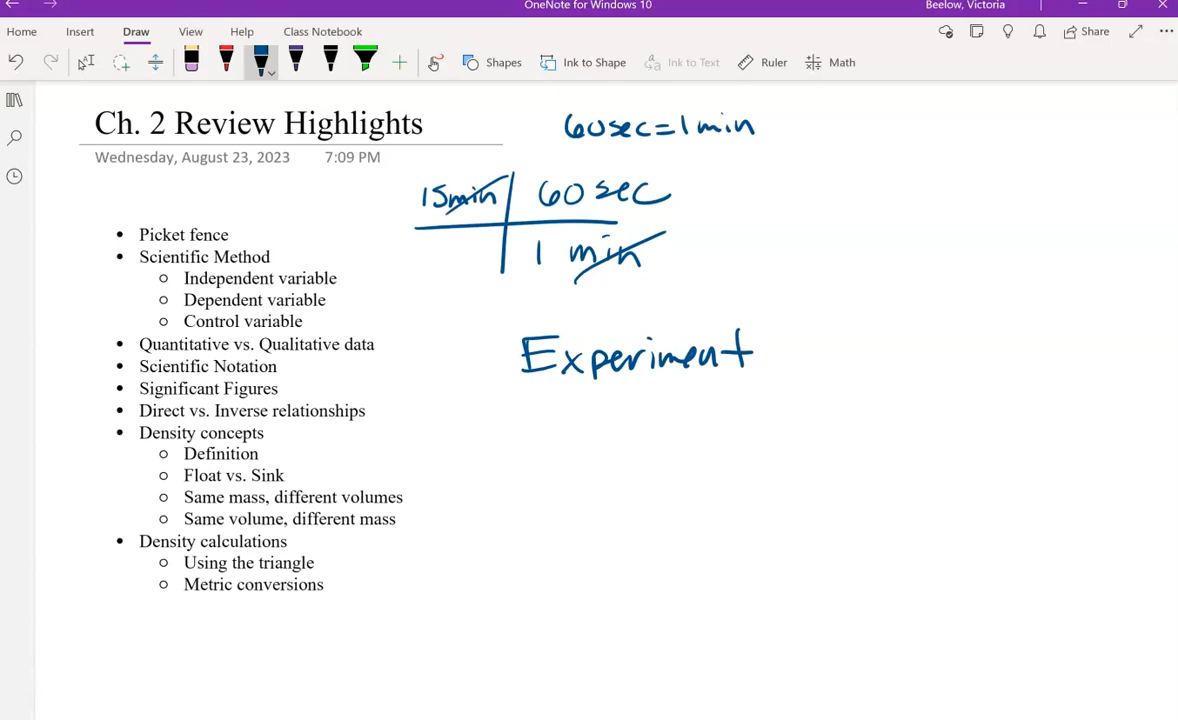 OneNote for Windows 10
Beelow, Victoria
Home Insert Draw View Help Class Notebook
Share
Shapes Ink to Shape Ink to Text Ruler Math
Ch. 2 Review Highlights
Wednesday, August 23, 2023 7:09 PM
60sec=1min
15min 60 sec
1 min
• Picket fence
• Scientific Method
o Independent variable
o Dependent variable
o Control variable
• Quantitative vs. Qualitative data
• Scientific Notation
• Significant Figures
• Direct vs. Inverse relationships
• Density concepts
o Definition
o Float vs. Sink
o Same mass, different volumes
o Same volume, different mass
• Density calculations
o Using the triangle
o Metric conversions
Experiment